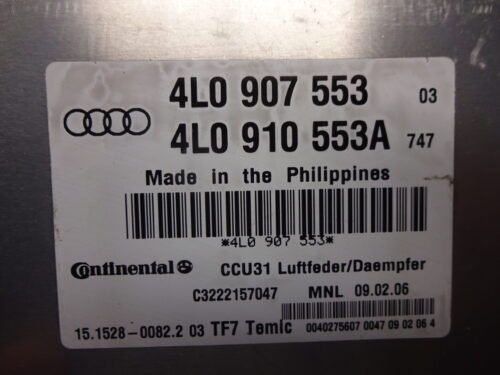 4L0 907 553 03
4L0 910 553A 747
Made in the Philippines
*4L0 907 553*
Continental CCU31 Luftfeder/Daempfer
C3222157047 MNL 09.02.06
15.1528-0082.2 03 TF7 Temic 0040275607 0047 09 02 06 4